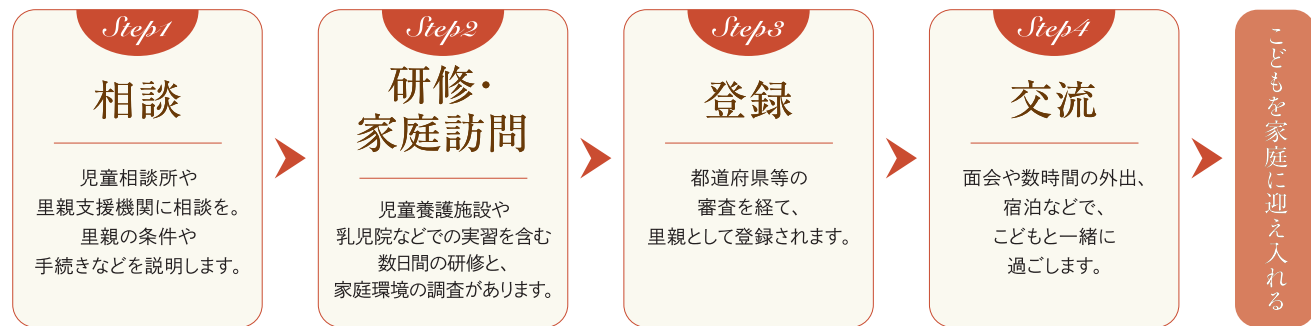 Step1
相談
児童相談所や
里親支援機関に相談を。
里親の条件や
手続きなどを説明します。
Step2
研修・
家庭訪問
児童養護施設や
乳児院などでの実習を含む
数日間の研修と、
家庭環境の調査があります。
Step3
登録
都道府県等の
審査を経て、
里親として登録されます。
Step4
交流
面会や数時間の外出、
宿泊などで、
こどもと一緒に
過ごします。
こどもを家庭に迎え入れる